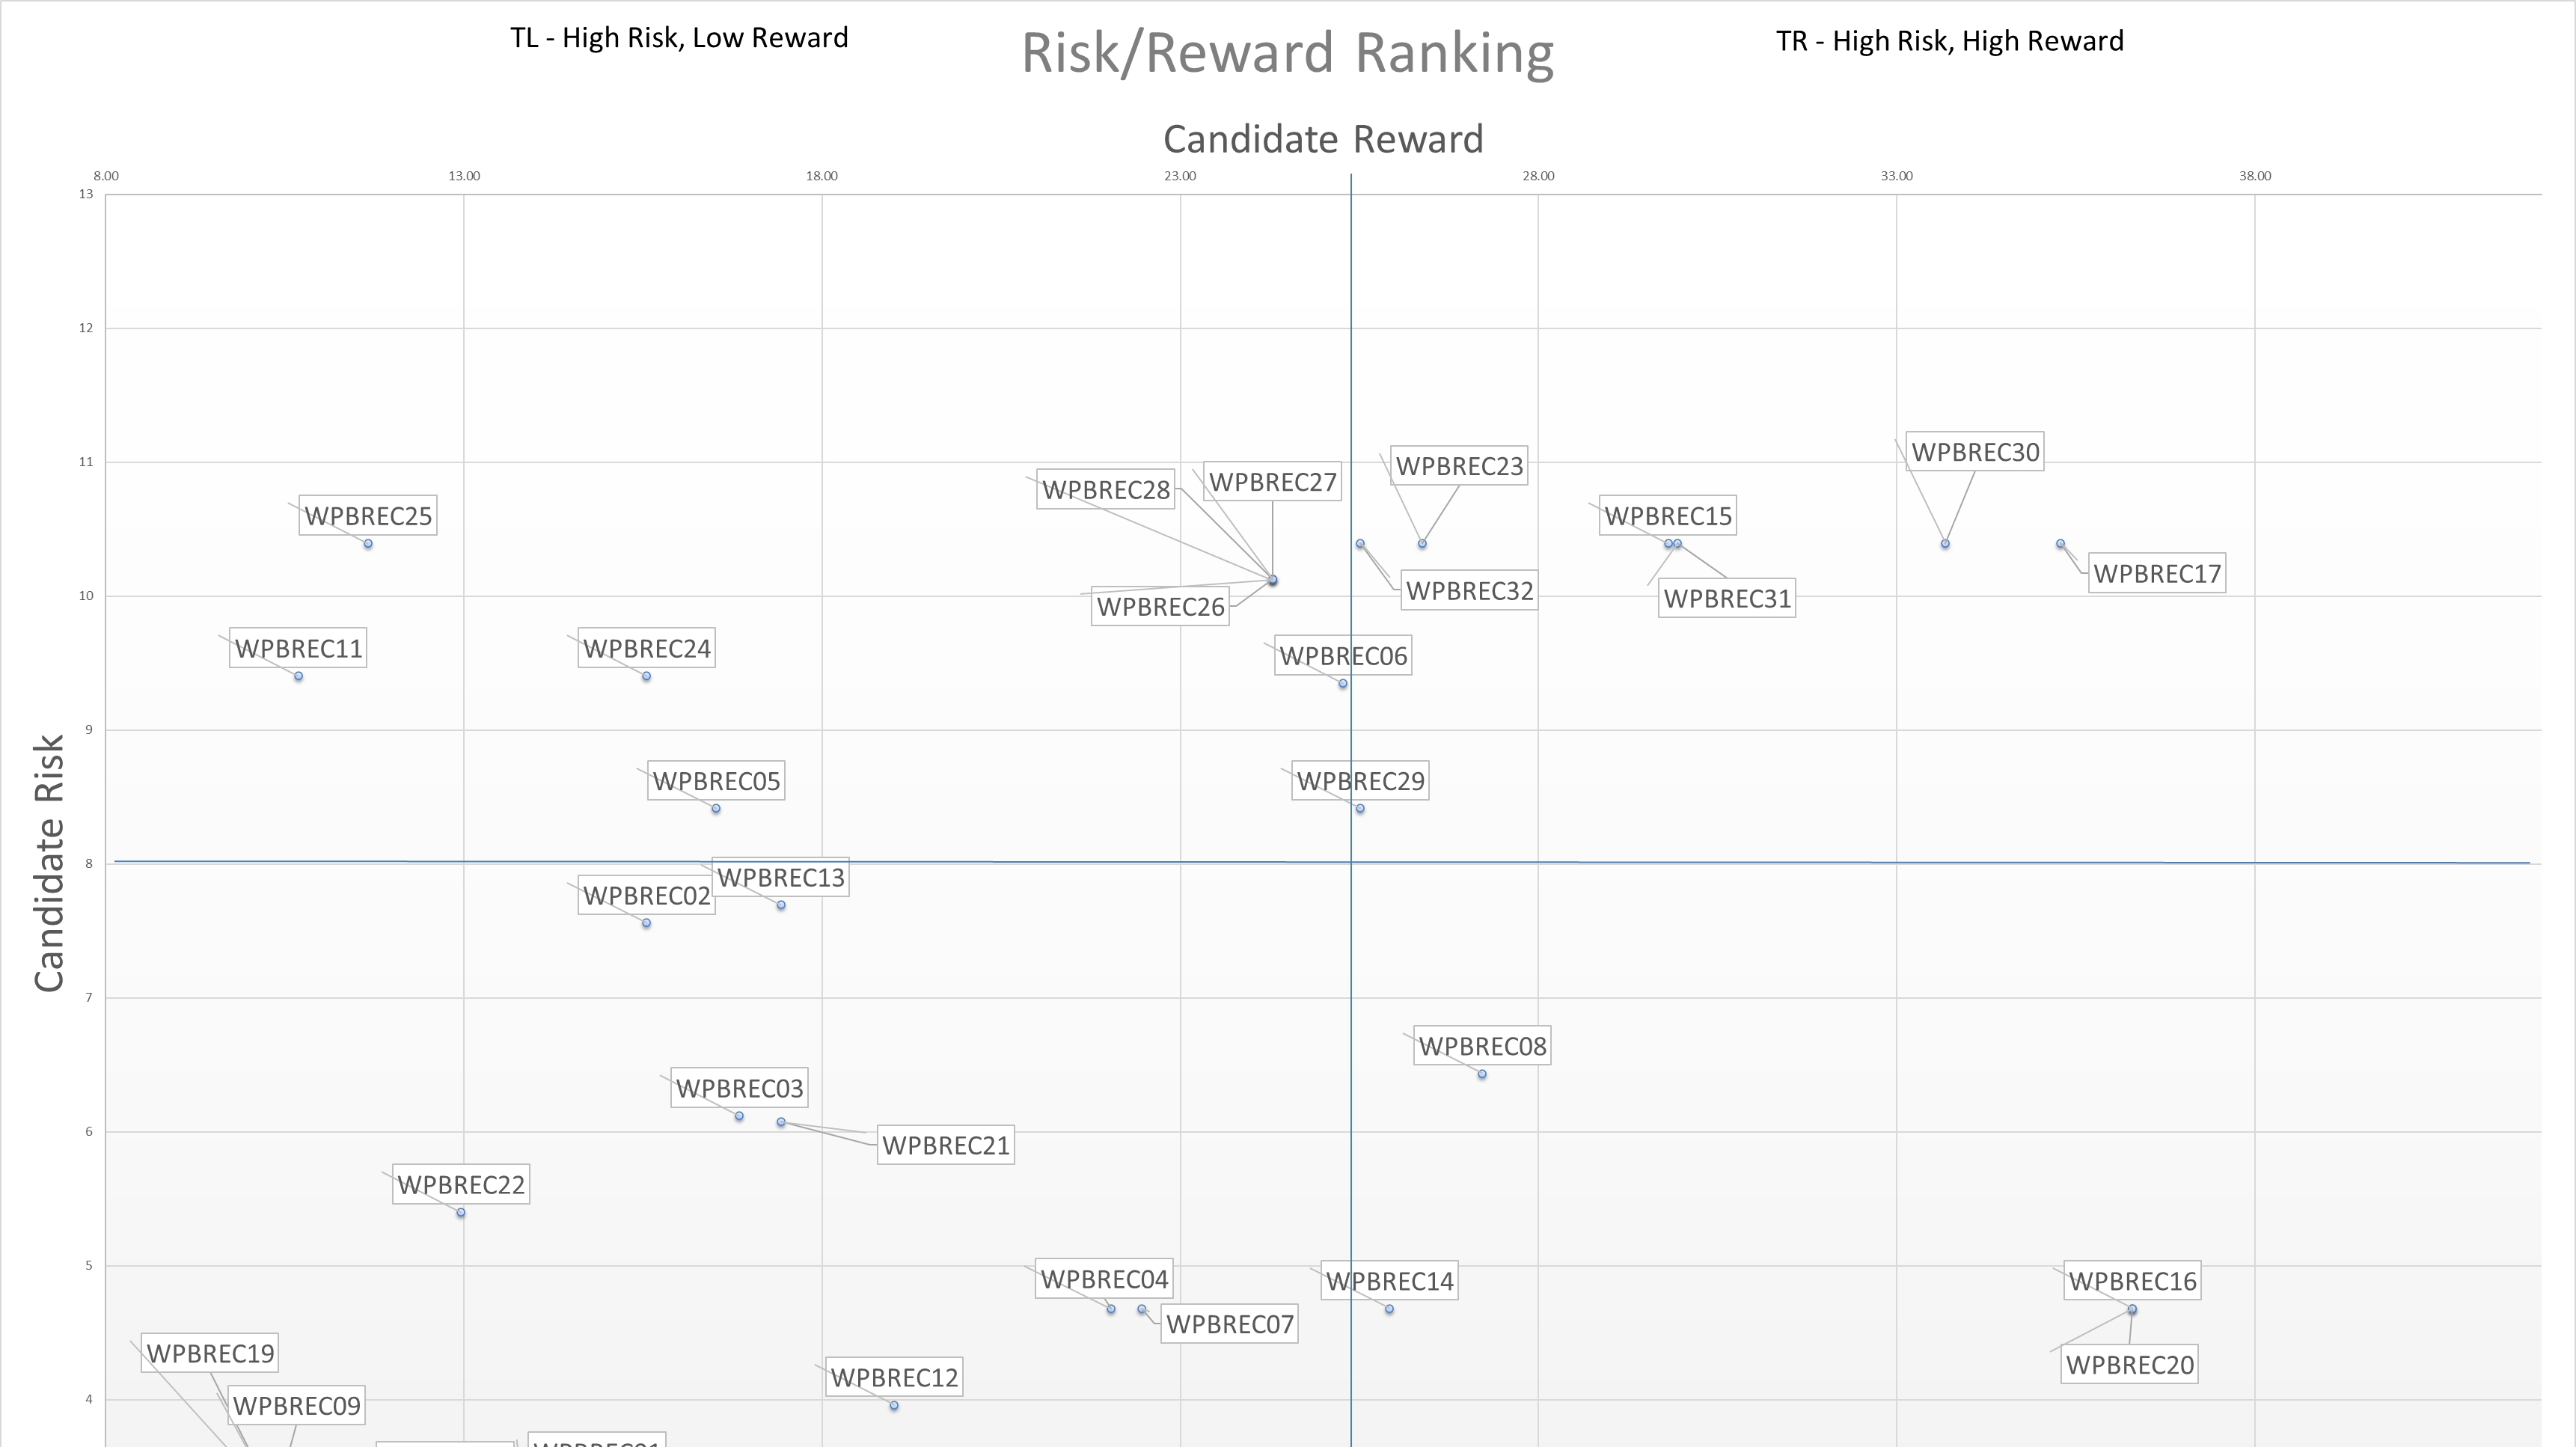 TL - High Risk, Low Reward
Risk/Reward Ranking
TR - High Risk, High Reward
Candidate Reward
8.00 13.00 18.00 23.00 28.00 33.00 38.00
13
12
11
10
9
8
7
6
5
4
Candidate Risk
WPBREC30
WPBREC23
WPBREC27
WPBREC28
WPBREC25
WPBREC15
WPBREC17
WPBREC32
WPBREC31
WPBREC26
WPBREC11
WPBREC24
WPBREC06
WPBREC05
WPBREC29
WPBREC13
WPBREC02
WPBREC08
WPBREC03
WPBREC21
WPBREC22
WPBREC04
WPBREC14
WPBREC16
WPBREC07
WPBREC19
WPBREC20
WPBREC12
WPBREC09